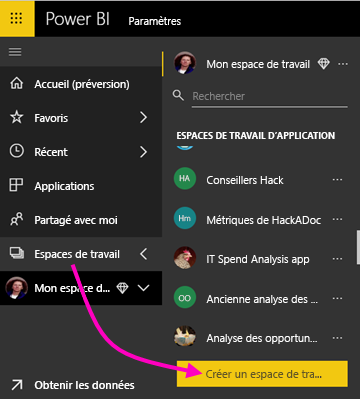 Power BI Paramètres
Accueil (préversion)
Favoris
Récent
Applications
Partagé avec moi
Espaces de travail
Mon espace d...
Obtenir les données
Mon espace de travail ...
Rechercher
ESPACES DE TRAVAIL D'APPLICATION
HA Conseillers Hack ...
Hm Métriques de HackADoc ...
IT Spend Analysis app ...
OO Ancienne analyse des ... ...
Analyse des opportun... ...
Créer un espace de tra...